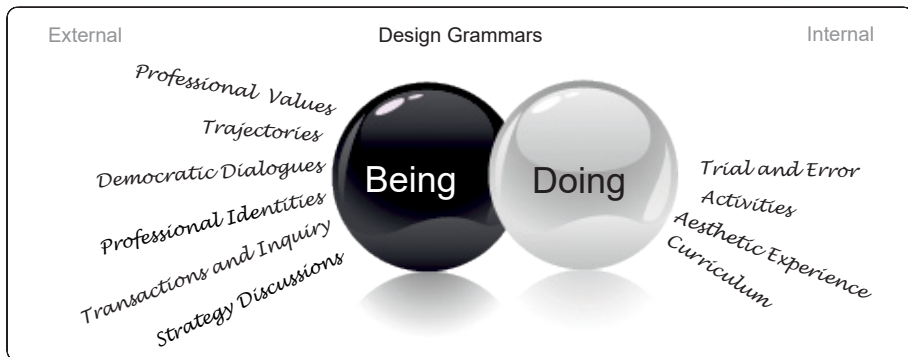 External
Design Grammars
Internal
Professional Values
Trajectories
Democratic Dialogues
Professional Identities
Transactions and Inquiry
Strategy Discussions
Being
Doing
Trial and Error
Activities
Aesthetic Experience
Curriculum